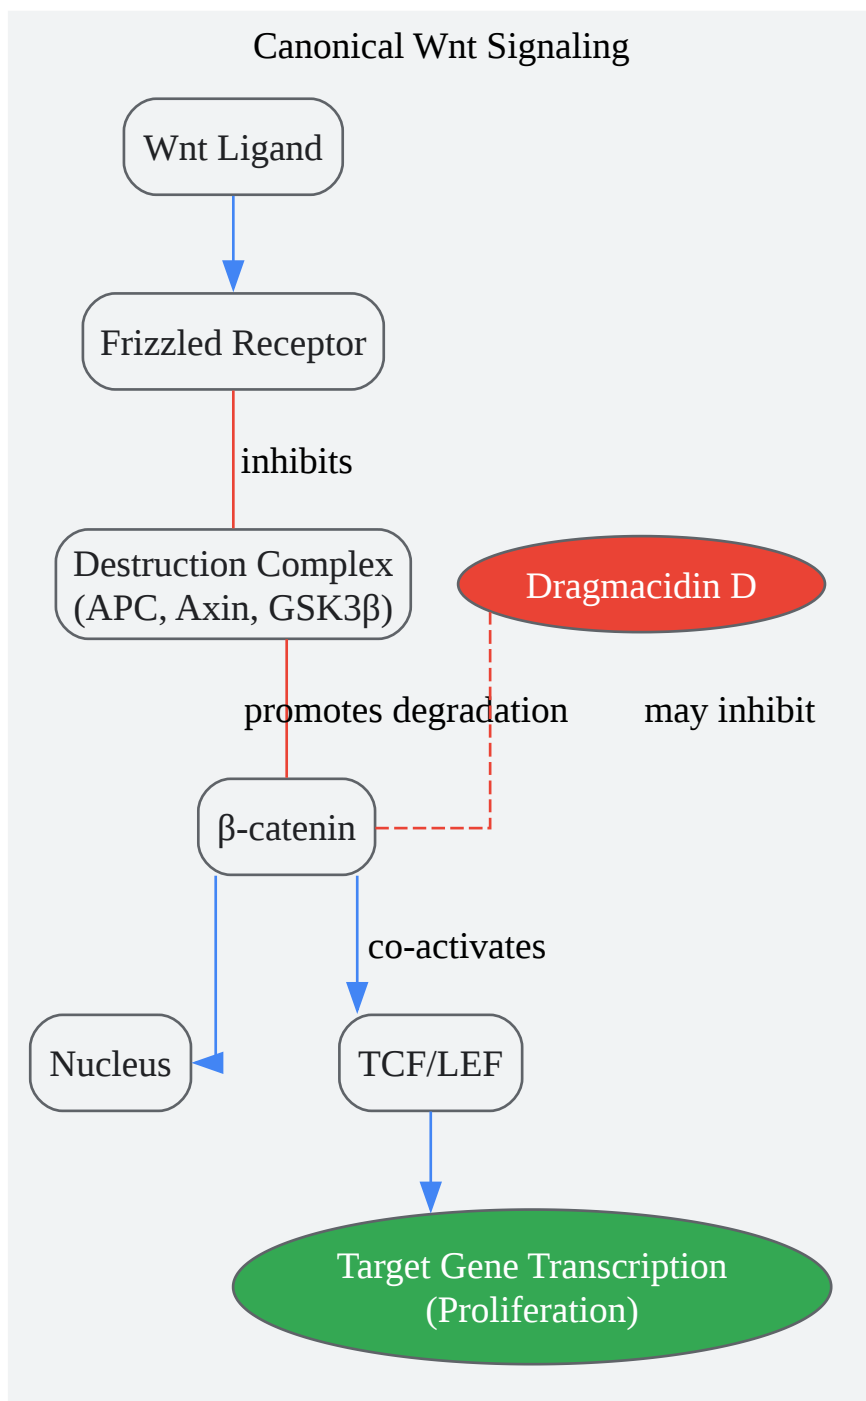 Canonical Wnt Signaling
Wnt Ligand
Frizzled Receptor
inhibits
Destruction Complex
(APC, Axin, GSK3β)
Dragmacidin D
promotes degradation
may inhibit
β-catenin
co-activates
Nucleus
TCF/LEF
Target Gene Transcription
(Proliferation)